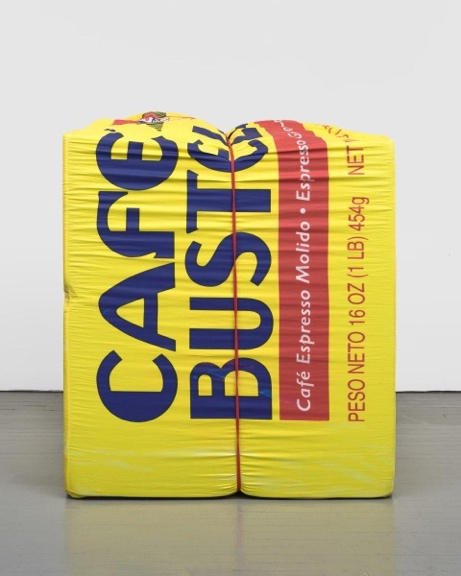 CAFÉ
BUSTE
Café Espresso Molido • Espresso
PESO NETO 16 OZ (1 LB) 454g NET